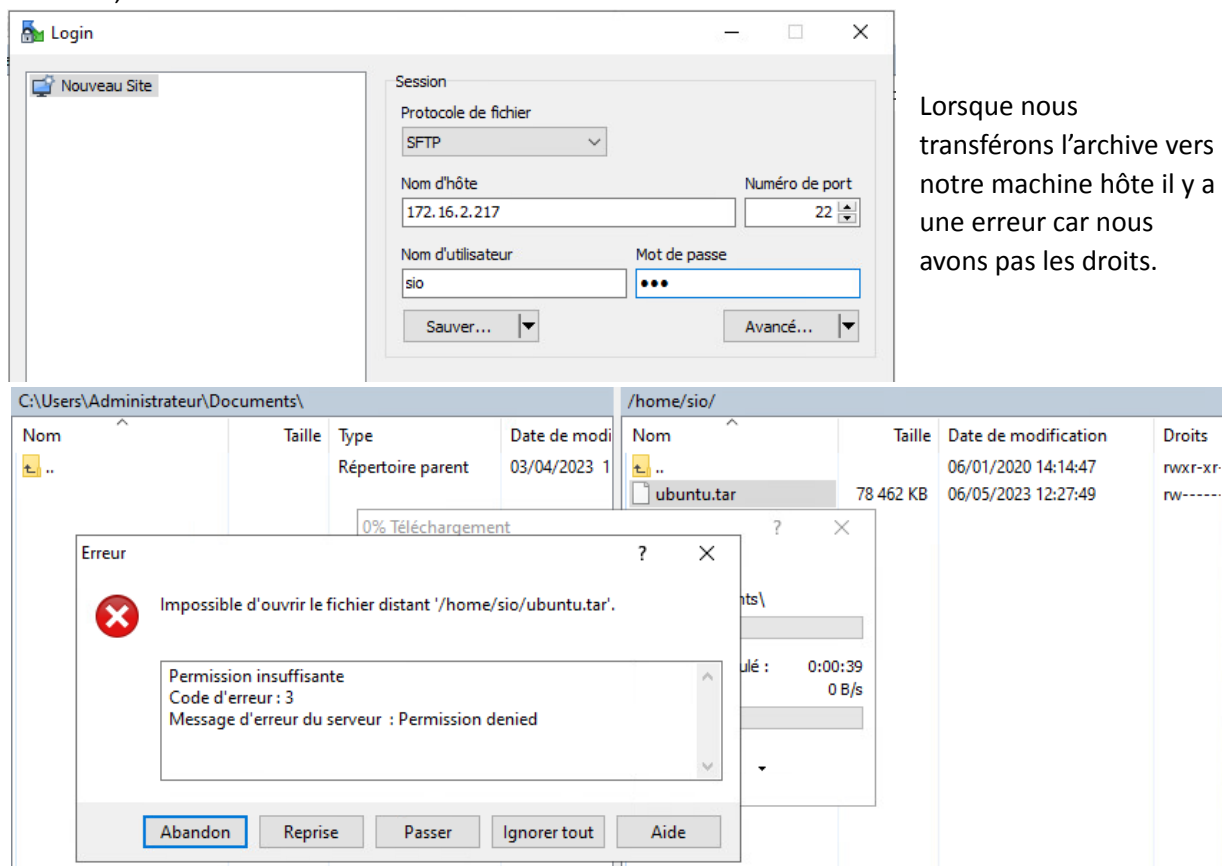 Login
Nouveau Site
Session
Protocole de fichier
SFTP
Nom d'hôte
Numéro de port
172.16.2.217
22
Nom d'utilisateur
Mot de passe
sio
●●●
Sauver...
Avancé...
Lorsque nous
transférons l'archive vers
notre machine hôte il y a
une erreur car nous
avons pas les droits.
C:\Users\Administrateur\Documents\
Nom Taille Type Date de modi
.. Répertoire parent 03/04/2023 1
/home/sio/
Nom Taille Date de modification Droits
.. 06/01/2020 14:14:47 rwxr-xr-
ubuntu.tar 78 462 KB 06/05/2023 12:27:49 rw-----
0% Téléchargement ? ×
nts\
ulé : 0:00:39
0 B/s
Erreur ? ×
Impossible d'ouvrir le fichier distant '/home/sio/ubuntu.tar'.
Permission insuffisante
Code d'erreur : 3
Message d'erreur du serveur : Permission denied
Abandon Reprise Passer Ignorer tout Aide